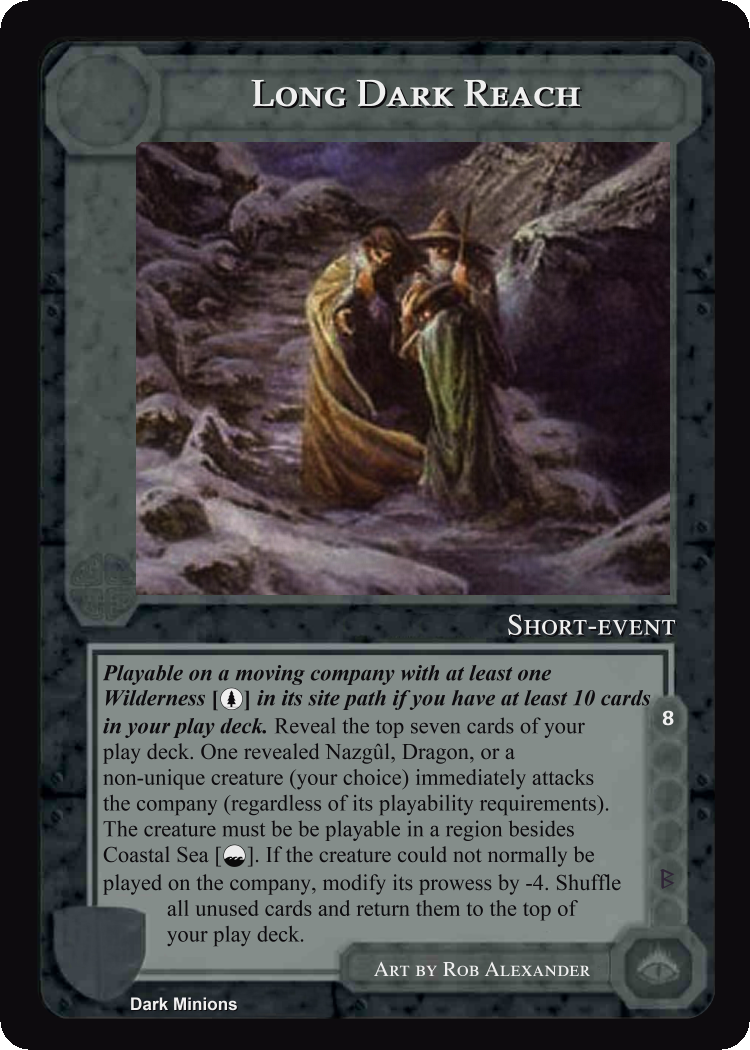 Long Dark Reach
Short-event
Playable on a moving company with at least one
Wilderness [] in its site path if you have at least 10 cards
in your play deck. Reveal the top seven cards of your
play deck. One revealed Nazgûl, Dragon, or a
non-unique creature (your choice) immediately attacks
the company (regardless of its playability requirements).
The creature must be be playable in a region besides
Coastal Sea []. If the creature could not normally be
played on the company, modify its prowess by -4. Shuffle
all unused cards and return them to the top of
your play deck.
8
B
Art by Rob Alexander
Dark Minions